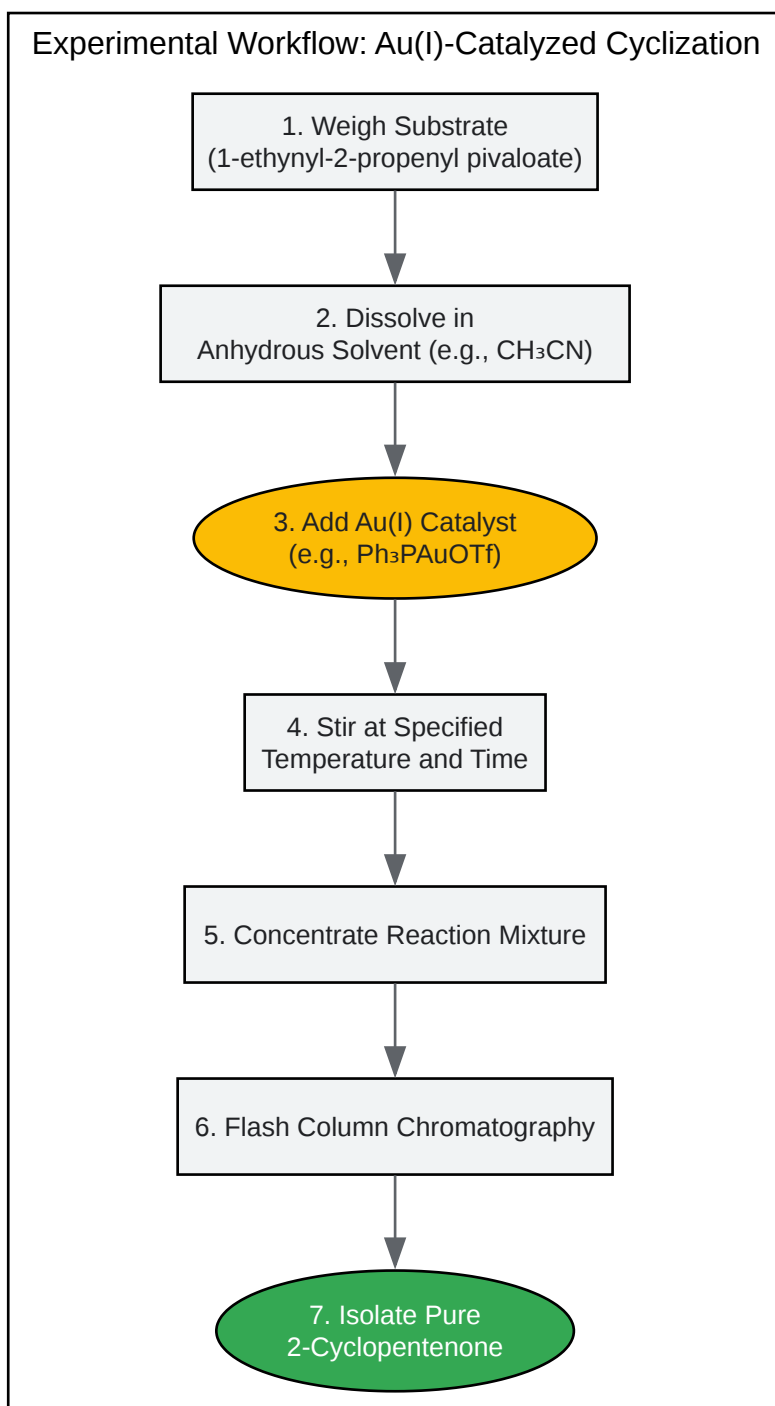 Experimental Workflow: Au(I)-Catalyzed Cyclization
1. Weigh Substrate
(1-ethynyl-2-propenyl pivaloate)
2. Dissolve in
Anhydrous Solvent (e.g., CH₃CN)
3. Add Au(I) Catalyst
(e.g., Ph₃PAuOTf)
4. Stir at Specified
Temperature and Time
5. Concentrate Reaction Mixture
6. Flash Column Chromatography
7. Isolate Pure
2-Cyclopentenone